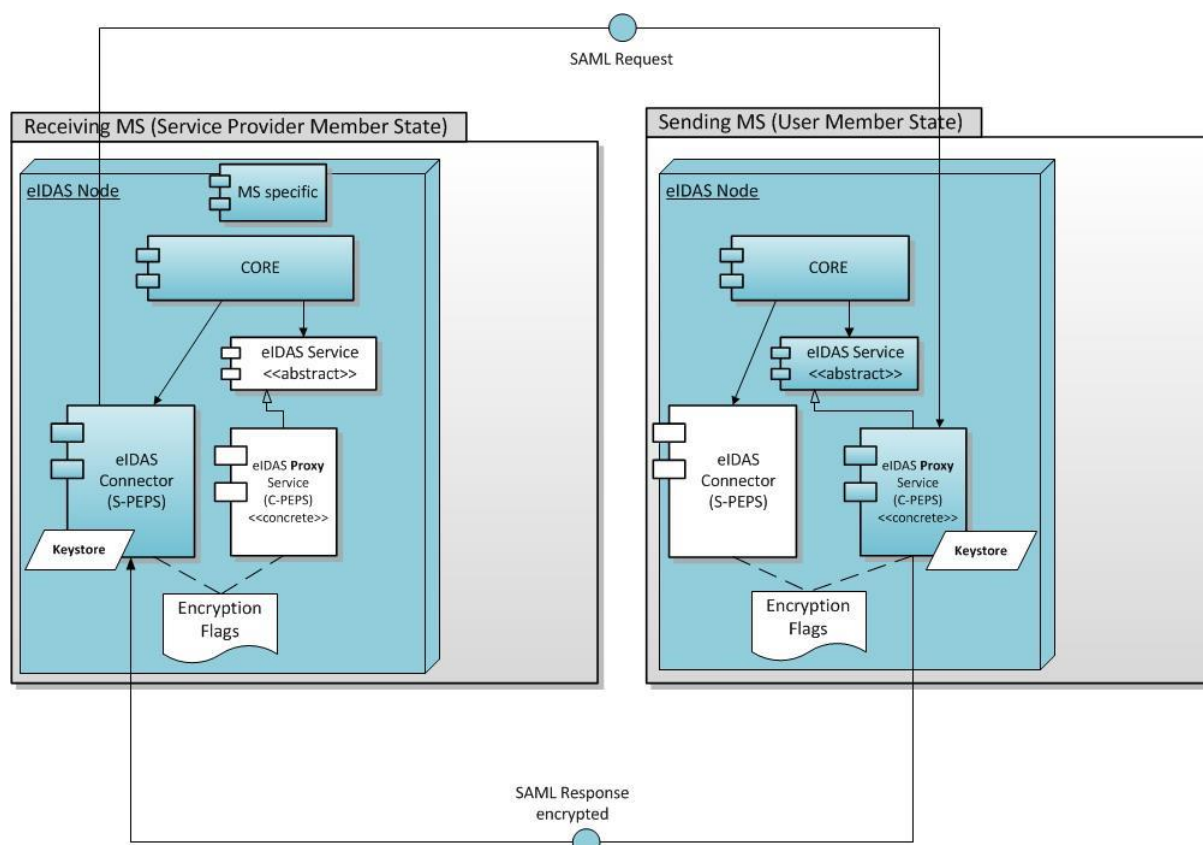 SAML Request
Receiving MS (Service Provider Member State)
eIDAS Node
MS specific
CORE
eIDAS Service
<<abstract>>
eIDAS
Connector
(S-PEPS)
eIDAS Proxy
Service
(C-PEPS)
<<concrete>>
Keystore
Encryption
Flags
Sending MS (User Member State)
eIDAS Node
CORE
eIDAS Service
<<abstract>>
eIDAS
Connector
(S-PEPS)
eIDAS Proxy
Service
(C-PEPS)
<<concrete>>
Keystore
Encryption
Flags
SAML Response
encrypted